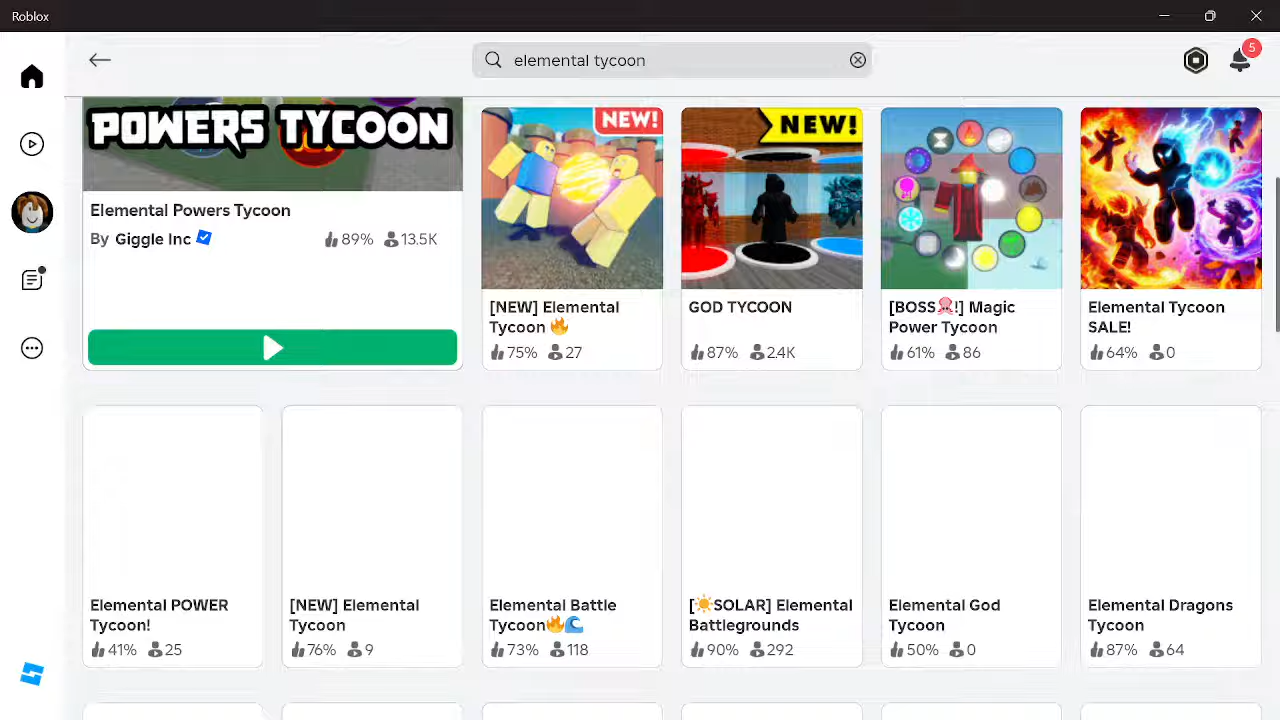 Roblox
elemental tycoon
5
POWERS TYCOON
Elemental Powers Tycoon
By Giggle Inc
89% 13.5K
NEW!
[NEW] Elemental
Tycoon 🔥
75% 27
NEW!
GOD TYCOON
87% 2.4K
[BOSS🐙!] Magic
Power Tycoon
61% 86
Elemental Tycoon
SALE!
64% 0
Elemental POWER
Tycoon!
41% 25
[NEW] Elemental
Tycoon
76% 9
Elemental Battle
Tycoon🔥🌊
73% 118
[☀️SOLAR] Elemental
Battlegrounds
90% 292
Elemental God
Tycoon
50% 0
Elemental Dragons
Tycoon
87% 64